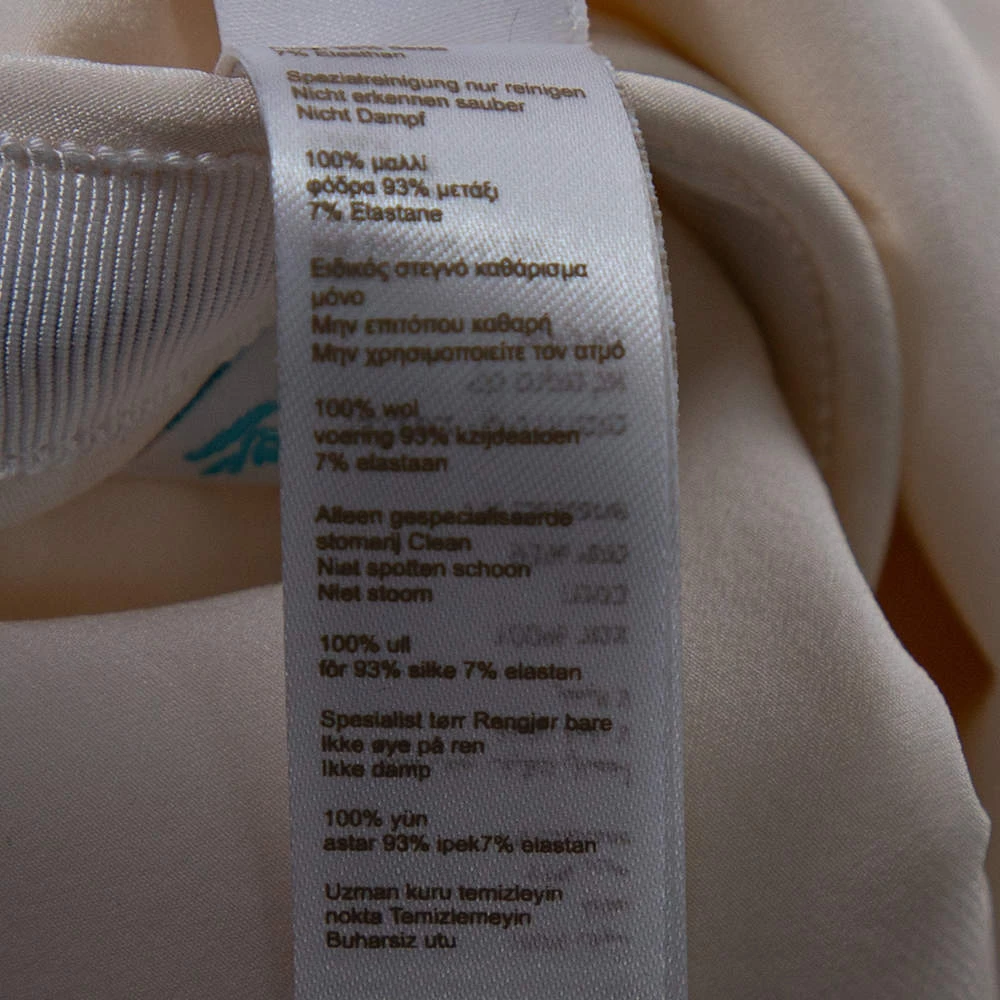 7% Elasthan
Spezialreinigung nur reinigen
Nicht erkennen sauber
Nicht Dampf
100% μαλλί
φόδρα 93% μετάξι
7% Elastane
Ειδικός στεγνό καθάρισμα
μόνο
Μην επιτόπου καθαρή
Μην χρησιμοποιείτε τον ατμό
100% wol
voering 93% kzijdealden
7% elastaan
Alleen gespecialiseerde
stomerij Clean
Niet spotten schoon
Niet stoom
100% ull
fôr 93% silke 7% elastan
Spesialist tørr Rengjør bare
Ikke øye på ren
Ikke damp
100% yün
astar 93% ipek7% elastan
Uzman kuru temizleyin
nokta Temizlemeyin
Buharsiz utu